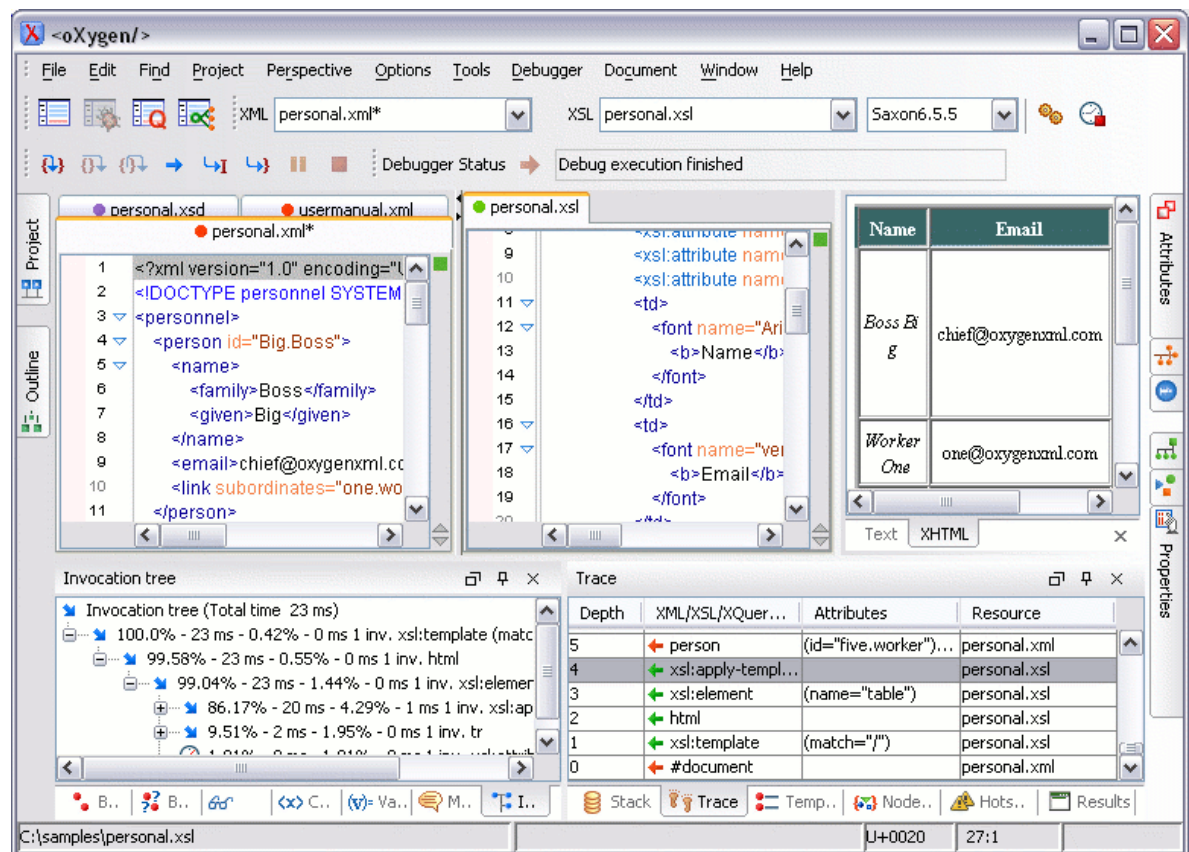 <oXygen/>
File Edit Find Project Perspective Options Tools Debugger Document Window Help
XML personal.xml* XSL personal.xsl Saxon6.5.5
Debugger Status Debug execution finished
Project
Outline
personal.xsd usermanual.xml
personal.xml*
1 <?xml version="1.0" encoding="U
2 <!DOCTYPE personnel SYSTEM
3 <personnel>
4 <person id="Big.Boss">
5 <name>
6 <family>Boss</family>
7 <given>Big</given>
8 </name>
9 <email>chief@oxygenxml.cc
10 <link subordinates="one.wo
11 </person>
personal.xsl
<xsl:attribute name
9 <xsl:attribute name
10 <xsl:attribute name
11 <td>
12 <font name="Ari
13 <b>Name</b>
14 </font>
15 </td>
16 <td>
17 <font name="ver
18 <b>Email</b>
19 </font>
20 </td>
Name Email
Boss Bi
g
chief@oxygenxml.com
Worker
One
one@oxygenxml.com
Text XHTML
Attributes
Properties
Invocation tree
Invocation tree (Total time 23 ms)
100.0% - 23 ms - 0.42% - 0 ms 1 inv. xsl:template (matc
99.58% - 23 ms - 0.55% - 0 ms 1 inv. html
99.04% - 23 ms - 1.44% - 0 ms 1 inv. xsl:elemer
86.17% - 20 ms - 4.29% - 1 ms 1 inv. xsl:ap
9.51% - 2 ms - 1.95% - 0 ms 1 inv. tr
B.. B.. C.. (v)= Va.. M.. I..
Trace
Depth XML/XSL/XQuer... Attributes Resource
5 person (id="five.worker")... personal.xml
4 xsl:apply-templ... personal.xsl
3 xsl:element (name="table") personal.xsl
2 html personal.xsl
1 xsl:template (match="/") personal.xsl
0 #document personal.xml
Stack Trace Temp.. Node.. Hots.. Results
C:\samples\personal.xsl U+0020 27:1